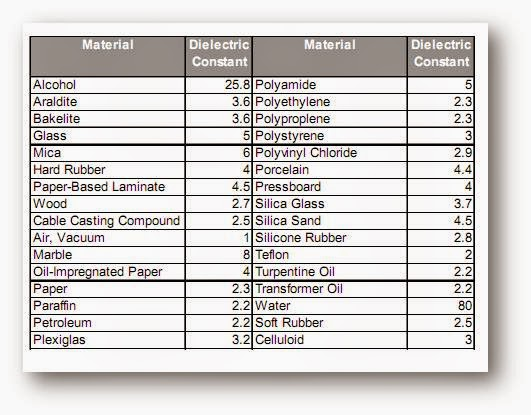 Material Dielectric Constant Material Dielectric Constant
Alcohol 25.8 Polyamide 5
Araldite 3.6 Polyethylene 2.3
Bakelite 3.6 Polyproplene 2.3
Glass 5 Polystyrene 3
Mica 6 Polyvinyl Chloride 2.9
Hard Rubber 4 Porcelain 4.4
Paper-Based Laminate 4.5 Pressboard 4
Wood 2.7 Silica Glass 3.7
Cable Casting Compound 2.5 Silica Sand 4.5
Air, Vacuum 1 Silicone Rubber 2.8
Marble 8 Teflon 2
Oil-Impregnated Paper 4 Turpentine Oil 2.2
Paper 2.3 Transformer Oil 2.2
Paraffin 2.2 Water 80
Petroleum 2.2 Soft Rubber 2.5
Plexiglas 3.2 Celluloid 3